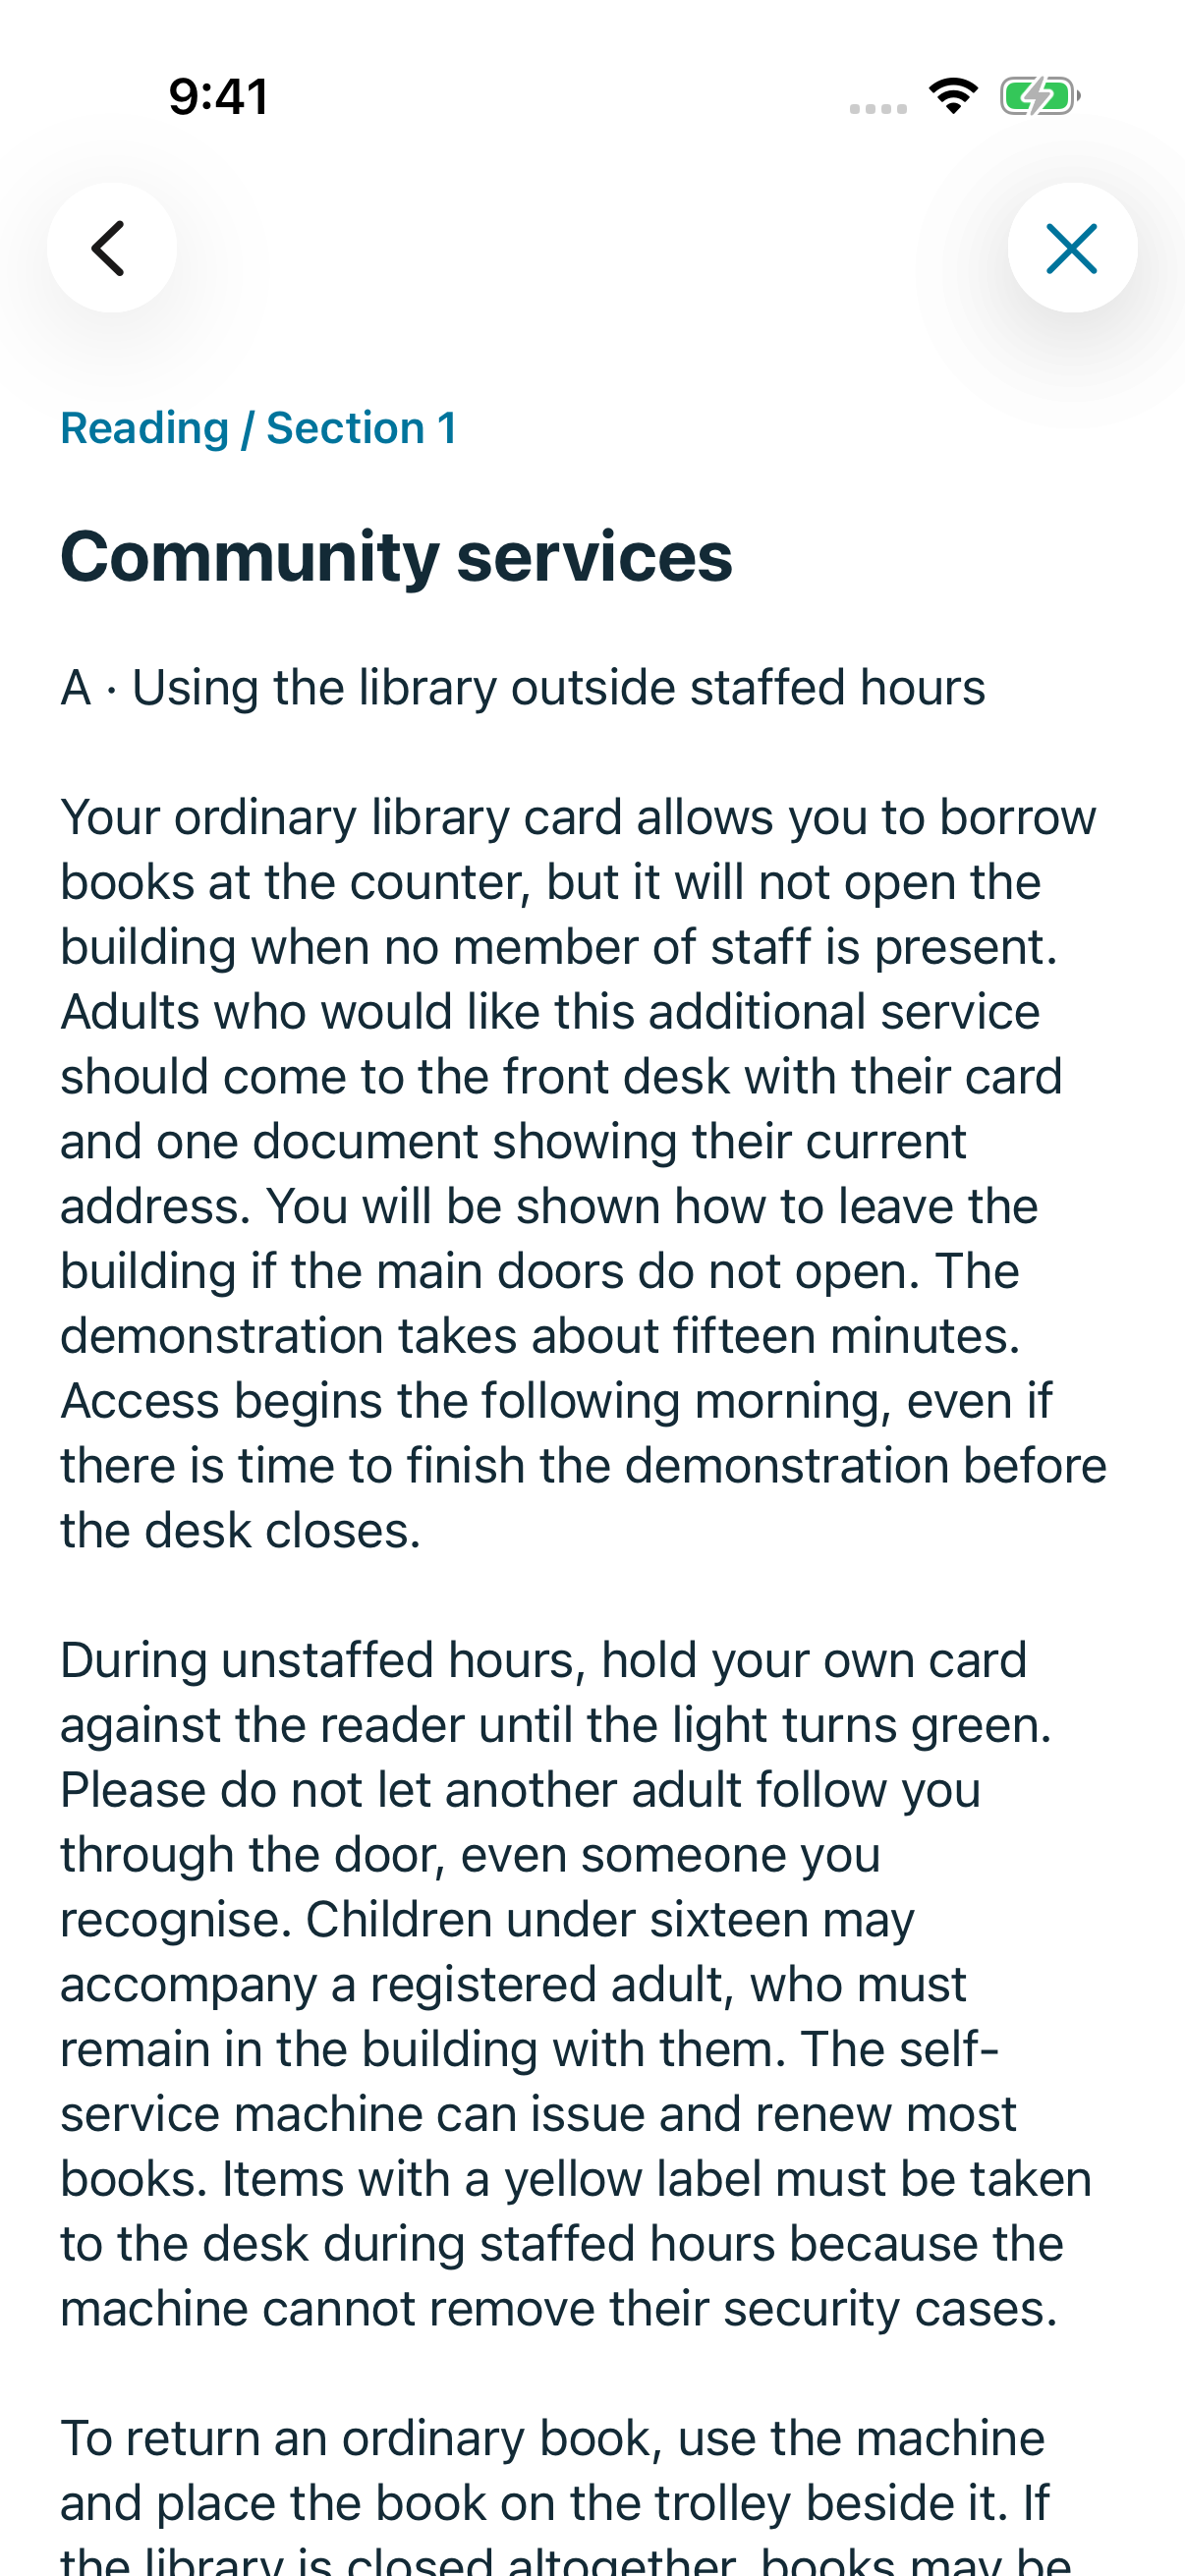 9:41
Reading / Section 1
Community services
A · Using the library outside staffed hours
Your ordinary library card allows you to borrow
books at the counter, but it will not open the
building when no member of staff is present.
Adults who would like this additional service
should come to the front desk with their card
and one document showing their current
address. You will be shown how to leave the
building if the main doors do not open. The
demonstration takes about fifteen minutes.
Access begins the following morning, even if
there is time to finish the demonstration before
the desk closes.
During unstaffed hours, hold your own card
against the reader until the light turns green.
Please do not let another adult follow you
through the door, even someone you
recognise. Children under sixteen may
accompany a registered adult, who must
remain in the building with them. The self-
service machine can issue and renew most
books. Items with a yellow label must be taken
to the desk during staffed hours because the
machine cannot remove their security cases.
To return an ordinary book, use the machine
and place the book on the trolley beside it. If
the library is closed altogether, books may be